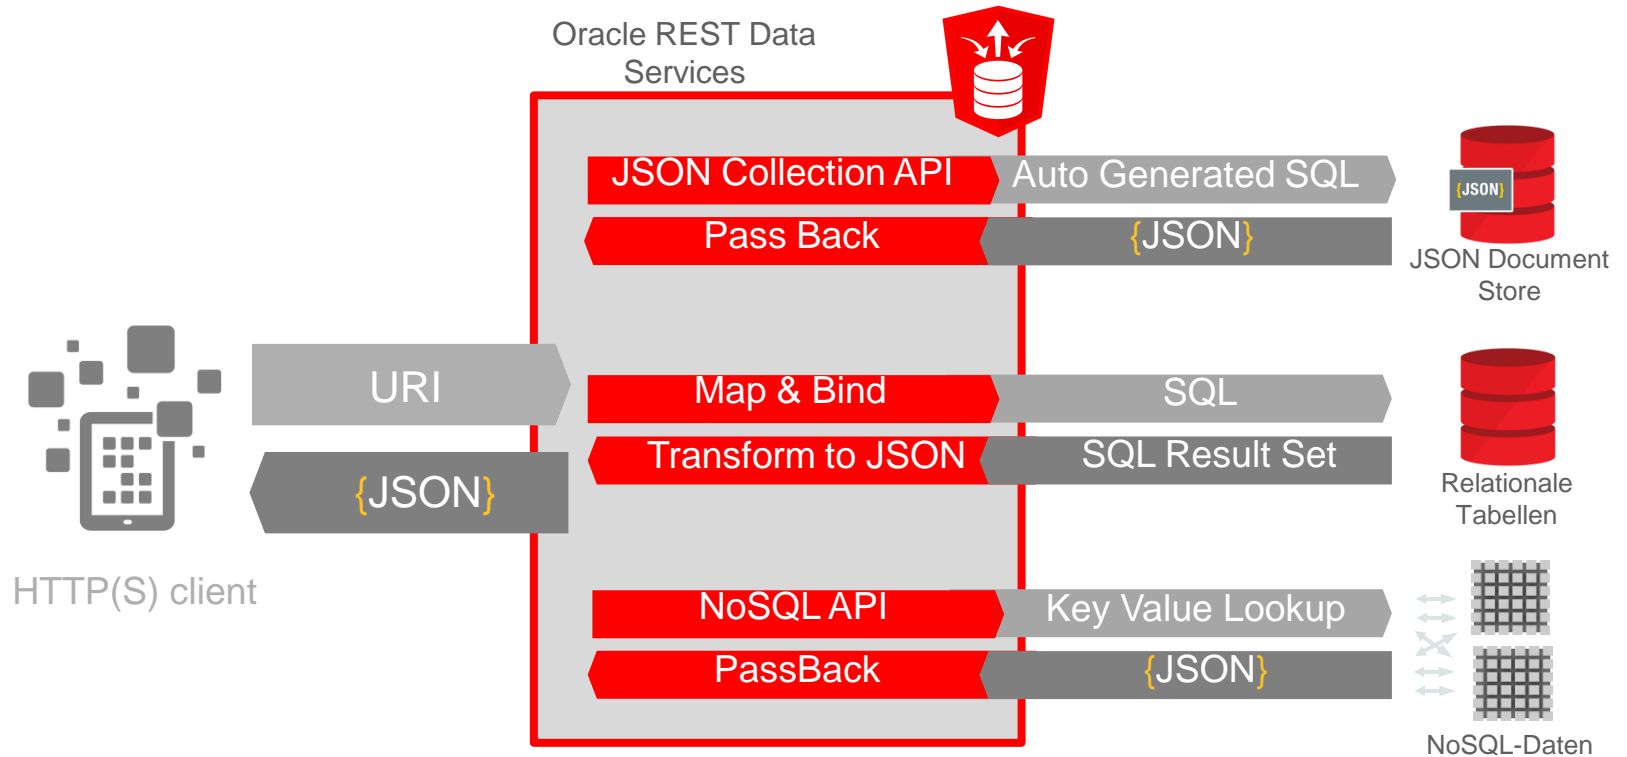 Oracle REST Data
Services
JSON Collection API
Auto Generated SQL
Pass Back
{JSON}
{JSON}
JSON Document
Store
URI
{JSON}
HTTP(S) client
Map & Bind
SQL
Transform to JSON
SQL Result Set
Relationale
Tabellen
NoSQL API
Key Value Lookup
PassBack
{JSON}
NoSQL-Daten